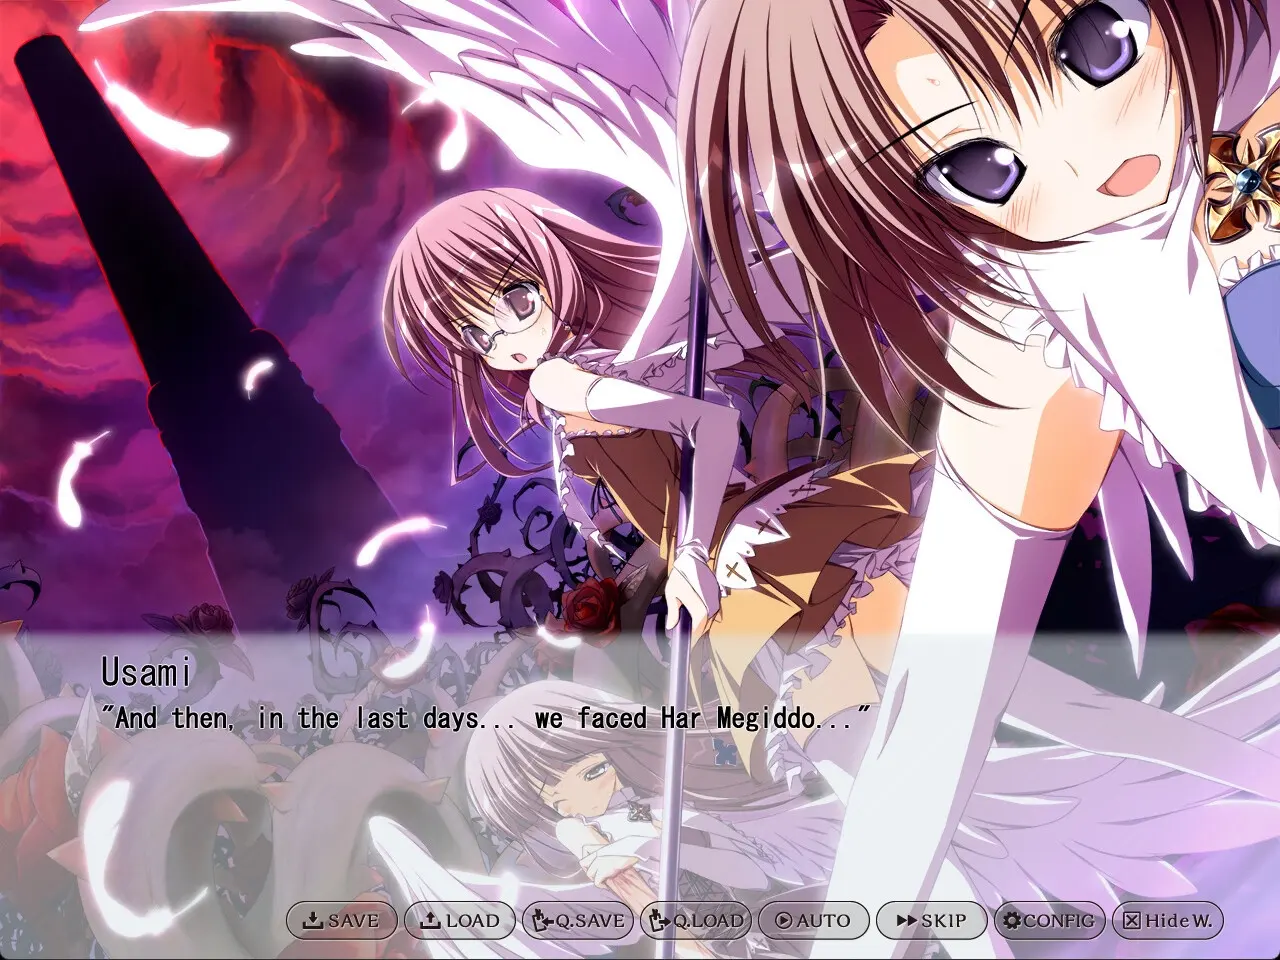 Usami
"And then, in the last days... we faced Har Megiddo..."
SAVE LOAD Q.SAVE Q.LOAD AUTO SKIP CONFIG Hide W.